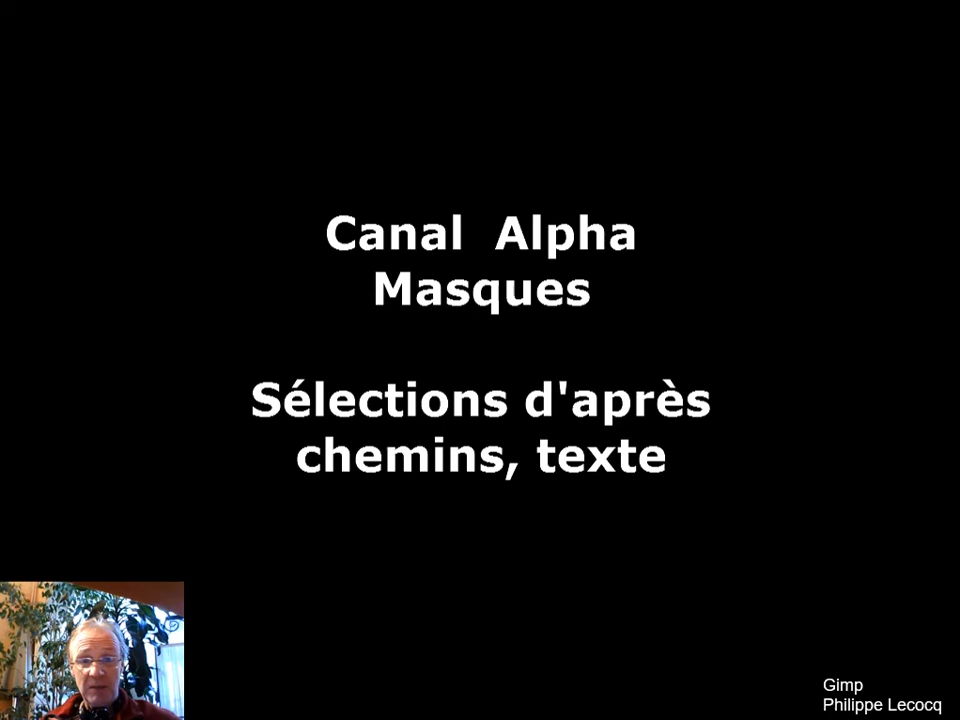 Canal Alpha
Masques
Sélections d'après
chemins, texte
Gimp
Philippe Lecocq